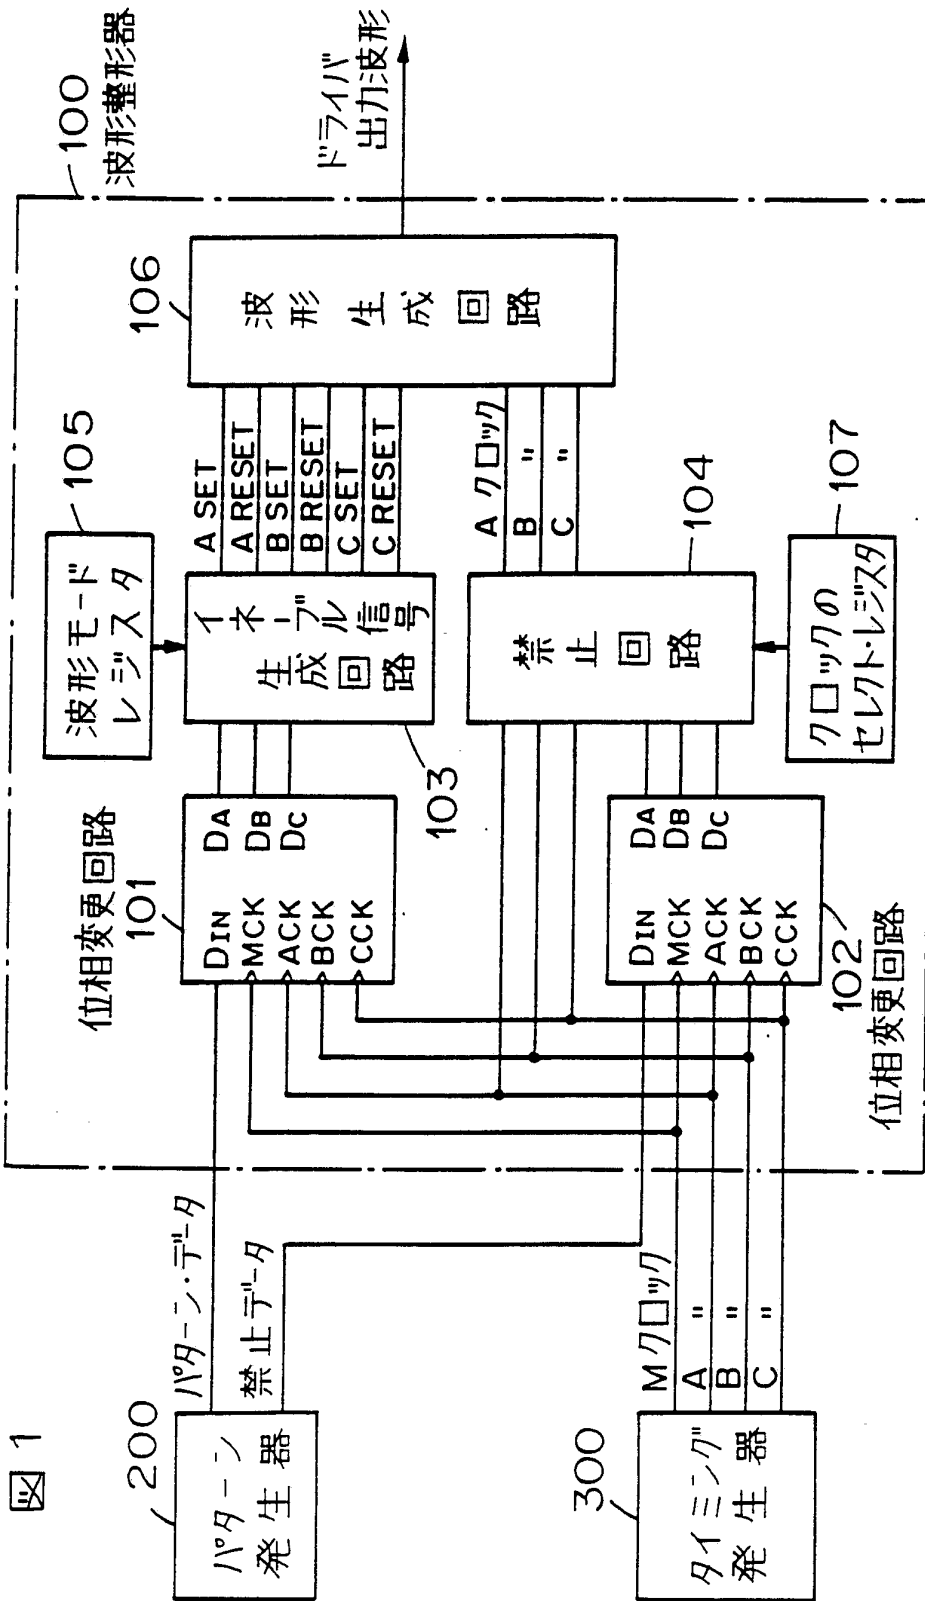 図1
200
パターン
発生器
パターン・データ
禁止データ
300
タイミング
発生器
Mクロック
A 〃
B 〃
C 〃
100
波形整形器
位相変更回路
101
DIN
MCK
ACK
BCK
CCK
DA
DB
DC
102
位相変更回路
DIN
MCK
ACK
BCK
CCK
DA
DB
DC
105
波形モード
レジスタ
イネーブル信号
生成回路
103
A SET
A RESET
B SET
B RESET
C SET
C RESET
禁止回路
104
A クロック
B 〃
C 〃
107
クロックの
セレクト・レジスタ
106
波形生成回路
ドライバ
出力波形